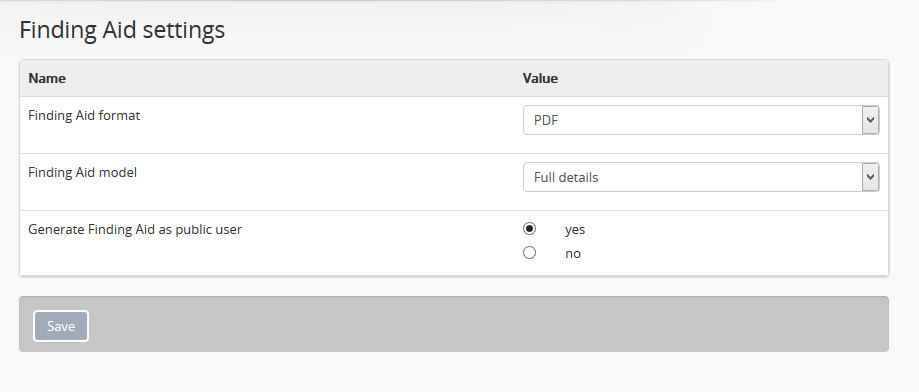 Finding Aid settings
Name Value
Finding Aid format PDF
Finding Aid model Full details
Generate Finding Aid as public user yes
no
Save